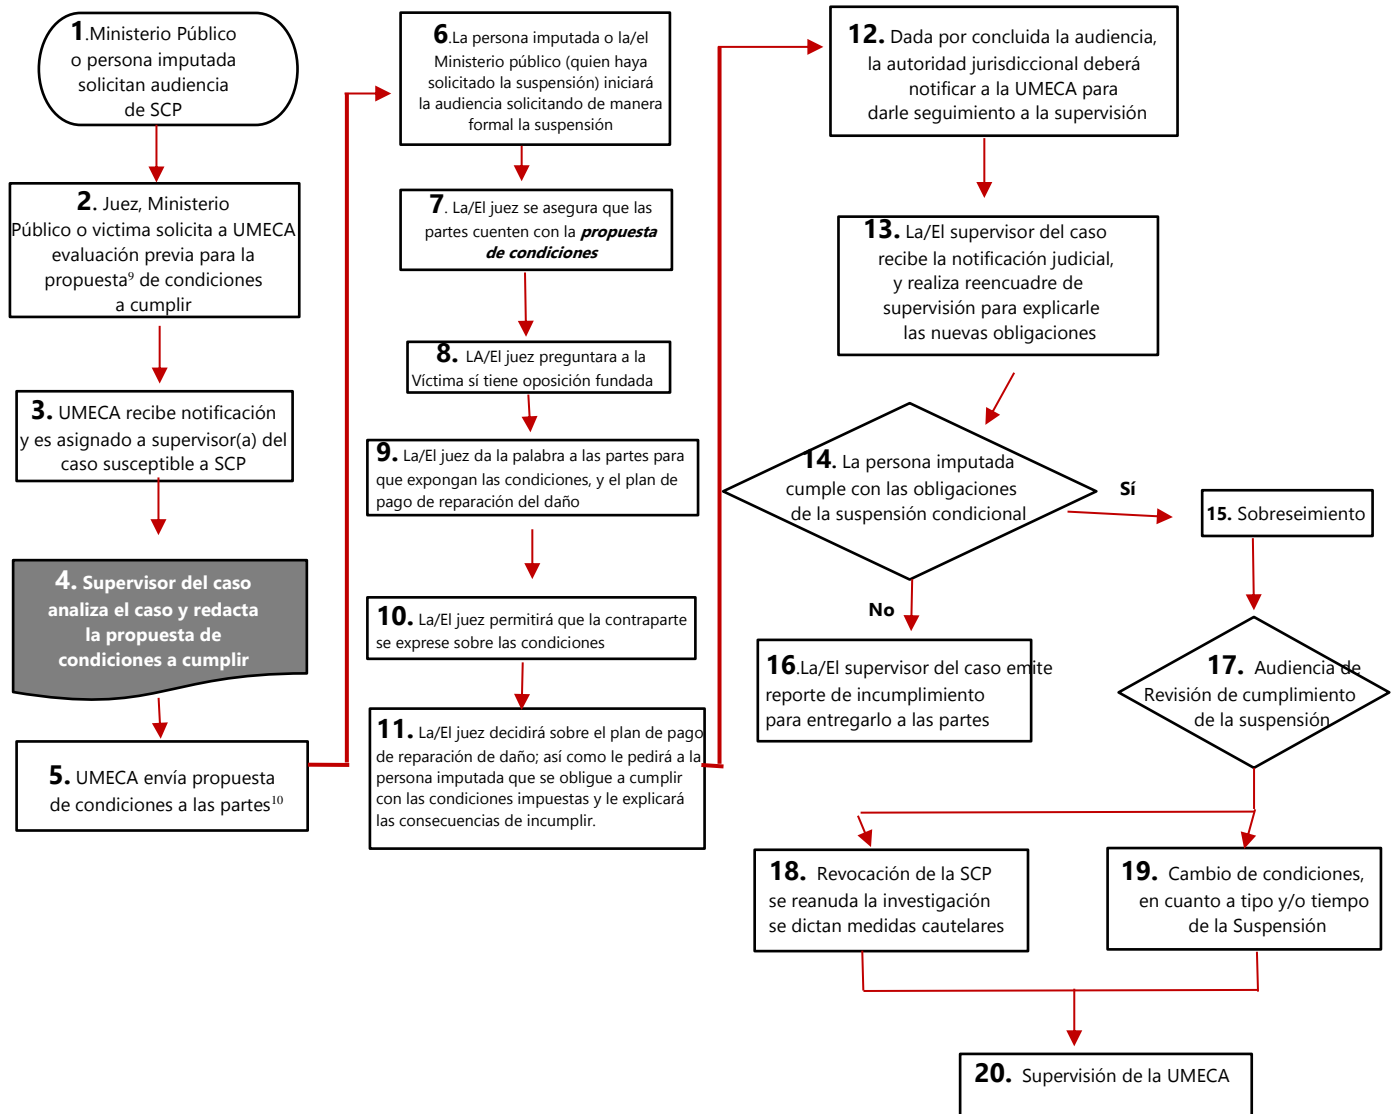 1.Ministerio Público
o persona imputada
solicitan audiencia
de SCP
2. Juez, Ministerio
Público o victima solicita a UMECA
evaluación previa para la
propuesta⁹ de condiciones
a cumplir
3. UMECA recibe notificación
y es asignado a supervisor(a) del
caso susceptible a SCP
4. Supervisor del caso
analiza el caso y redacta
la propuesta de
condiciones a cumplir
5. UMECA envía propuesta
de condiciones a las partes¹⁰
6.La persona imputada o la/el
Ministerio público (quien haya
solicitado la suspensión) iniciará
la audiencia solicitando de manera
formal la suspensión
7. La/El juez se asegura que las
partes cuenten con la propuesta
de condiciones
8. LA/El juez preguntara a la
Víctima sí tiene oposición fundada
9. La/El juez da la palabra a las partes para
que expongan las condiciones, y el plan de
pago de reparación del daño
10. La/El juez permitirá que la contraparte
se exprese sobre las condiciones
11. La/El juez decidirá sobre el plan de pago
de reparación de daño; así como le pedirá a la
persona imputada que se obligue a cumplir
con las condiciones impuestas y le explicará
las consecuencias de incumplir.
12. Dada por concluida la audiencia,
la autoridad jurisdiccional deberá
notificar a la UMECA para
darle seguimiento a la supervisión
13. La/El supervisor del caso
recibe la notificación judicial,
y realiza reencuadre de
supervisión para explicarle
las nuevas obligaciones
14. La persona imputada
cumple con las obligaciones
de la suspensión condicional
Sí
No
15. Sobreseimiento
16.La/El supervisor del caso emite
reporte de incumplimiento
para entregarlo a las partes
17. Audiencia de
Revisión de cumplimiento
de la suspensión
18. Revocación de la SCP
se reanuda la investigación
se dictan medidas cautelares
19. Cambio de condiciones,
en cuanto a tipo y/o tiempo
de la Suspensión
20. Supervisión de la UMECA